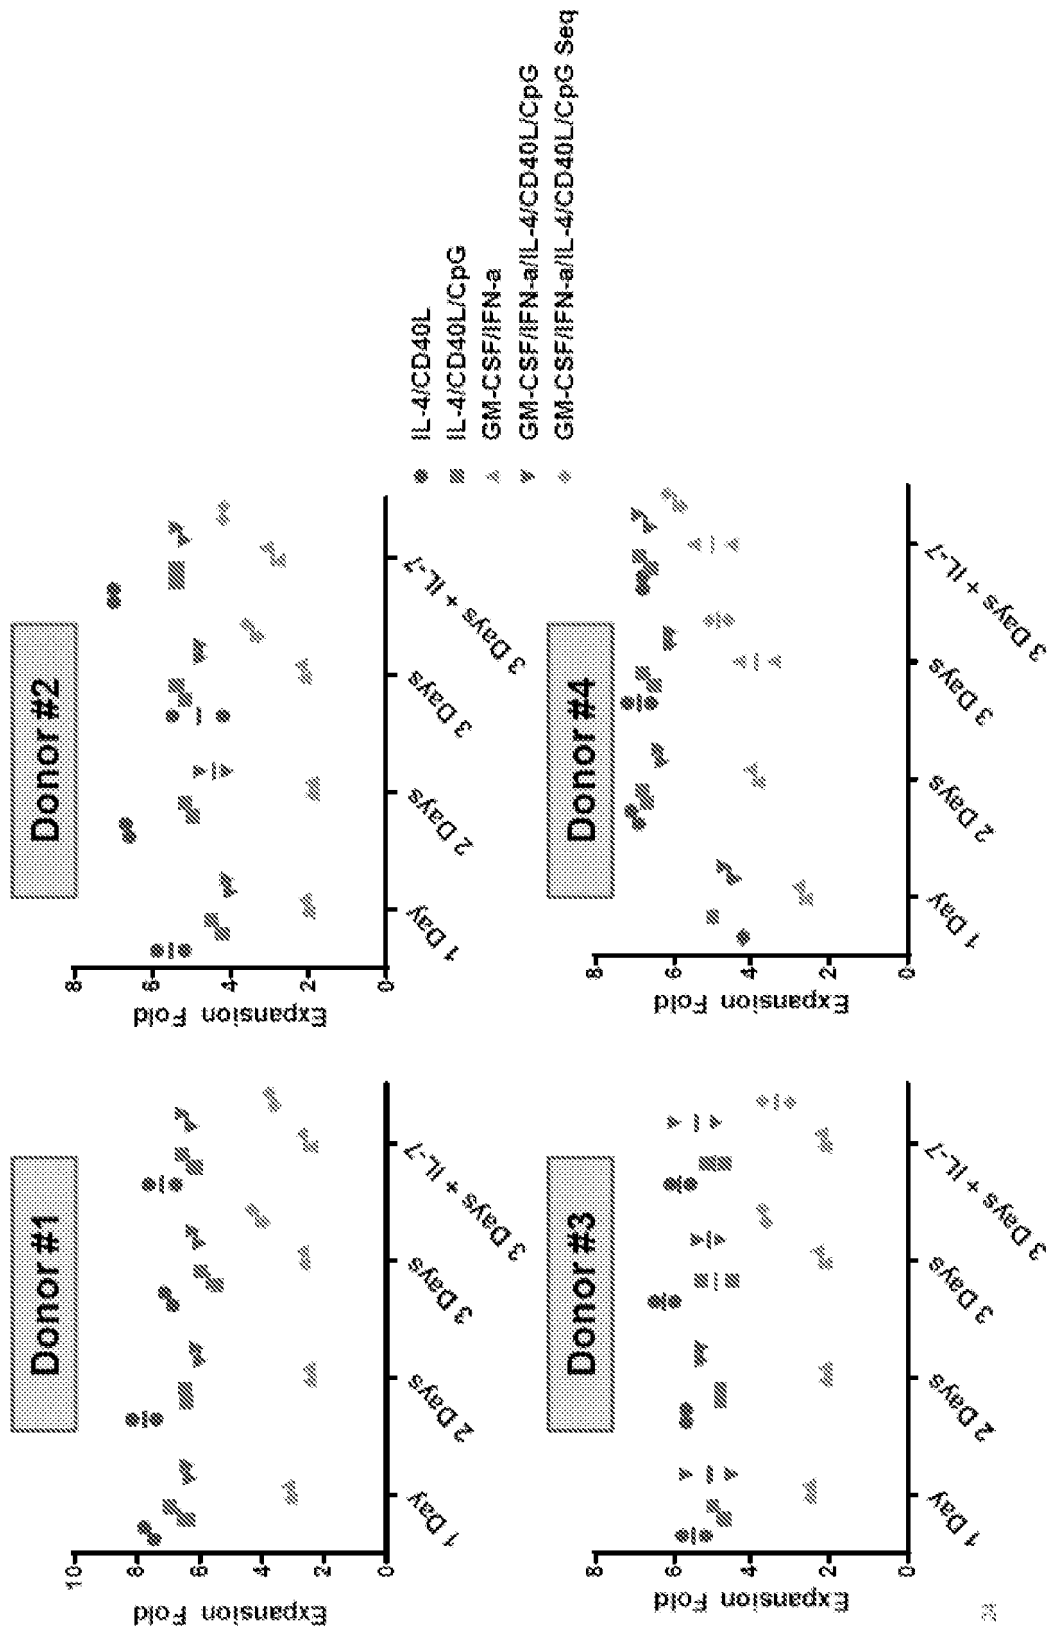 Donor #1
Expansion Fold
10
8
6
4
2
0
1 Day
2 Days
3 Days
3 Days + IL-7
Donor #2
Expansion Fold
8
6
4
2
0
1 Day
2 Days
3 Days
3 Days + IL-7
IL-4/CD40L
IL-4/CD40L/CpG
GM-CSF/IFN-a
GM-CSF/IFN-a/IL-4/CD40L/CpG
GM-CSF/IFN-a/IL-4/CD40L/CpG Seq
Donor #3
Expansion Fold
8
6
4
2
0
1 Day
2 Days
3 Days
3 Days + IL-7
Donor #4
Expansion Fold
8
6
4
2
0
1 Day
2 Days
3 Days
3 Days + IL-7